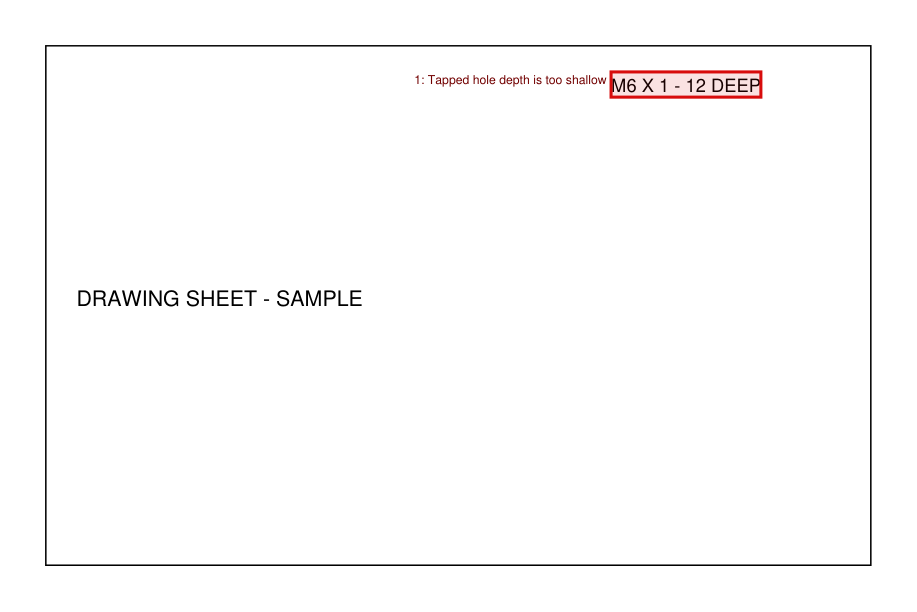 1: Tapped hole depth is too shallow M6 X 1 - 12 DEEP
DRAWING SHEET - SAMPLE